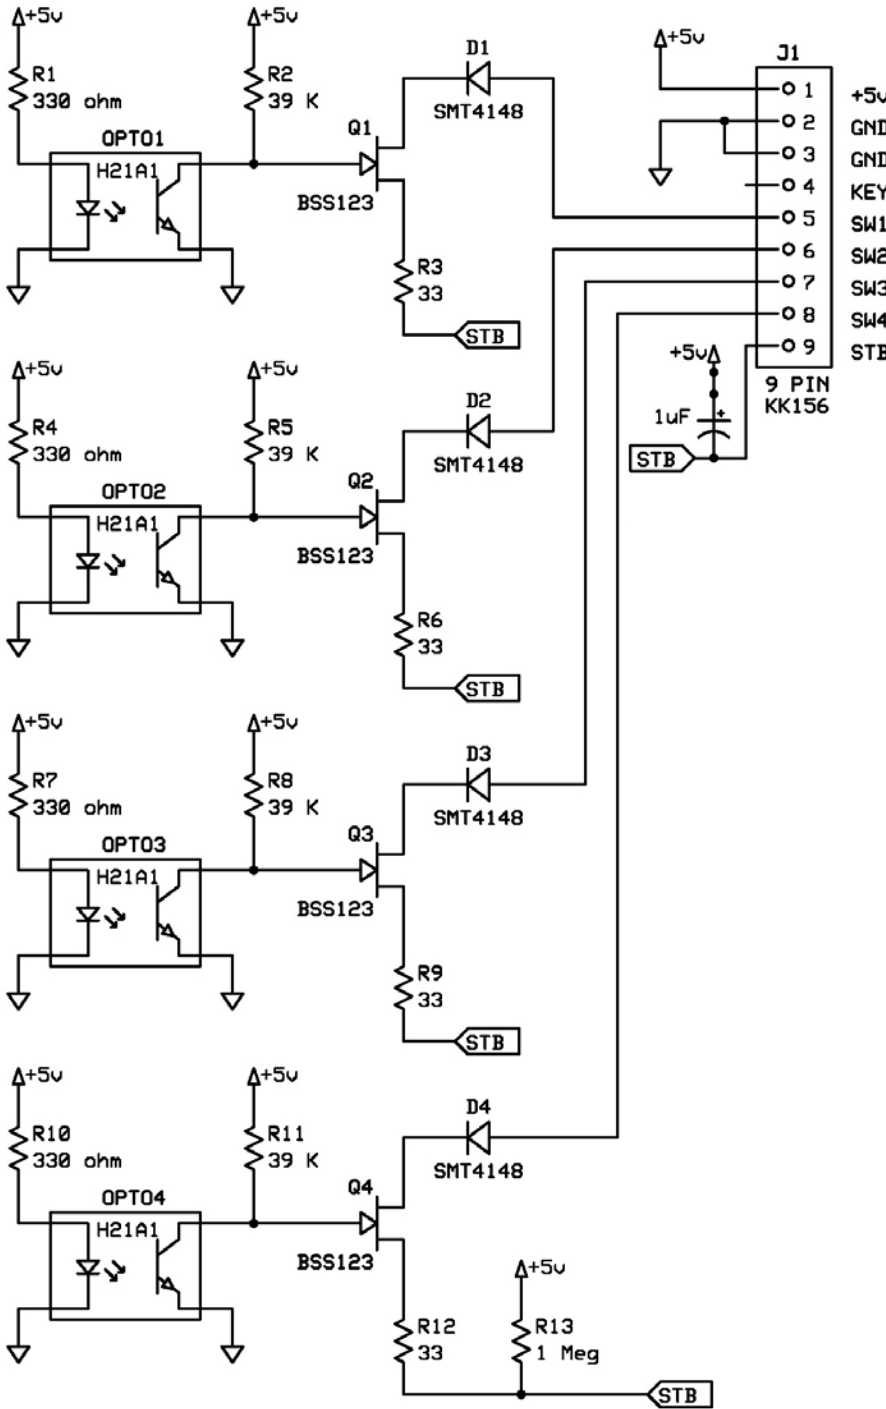 +5v
+5v
R1
330 ohm
R2
39 K
OPTO1
H21A1
Q1
BSS123
D1
SMT4148
R3
33
STB
+5v
J1
1
2
3
4
5
6
7
8
9
+5v
GND
GND
KEY
SW1
SW2
SW3
SW4
STB
9 PIN
KK156
+5v
1uF
+
STB
+5v
+5v
R4
330 ohm
R5
39 K
OPTO2
H21A1
Q2
BSS123
D2
SMT4148
R6
33
STB
+5v
+5v
R7
330 ohm
R8
39 K
OPTO3
H21A1
Q3
BSS123
D3
SMT4148
R9
33
STB
+5v
+5v
R10
330 ohm
R11
39 K
OPTO4
H21A1
Q4
BSS123
D4
SMT4148
R12
33
+5v
R13
1 Meg
STB